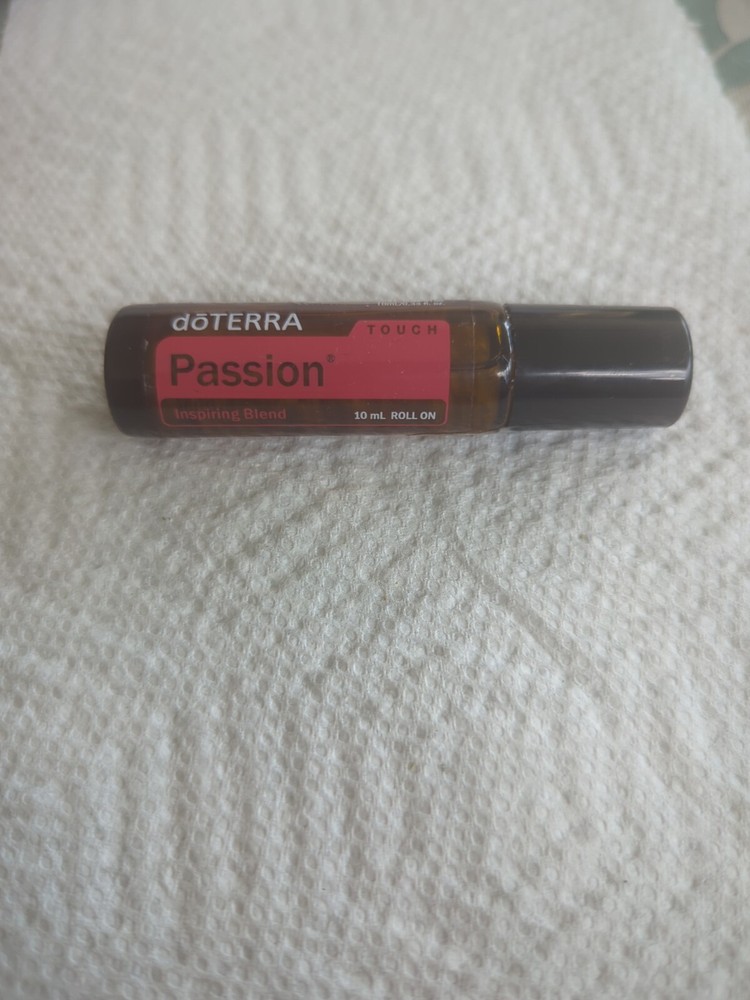 dōTERRA
TOUCH
Passion®
Inspiring Blend
10 mL ROLL ON